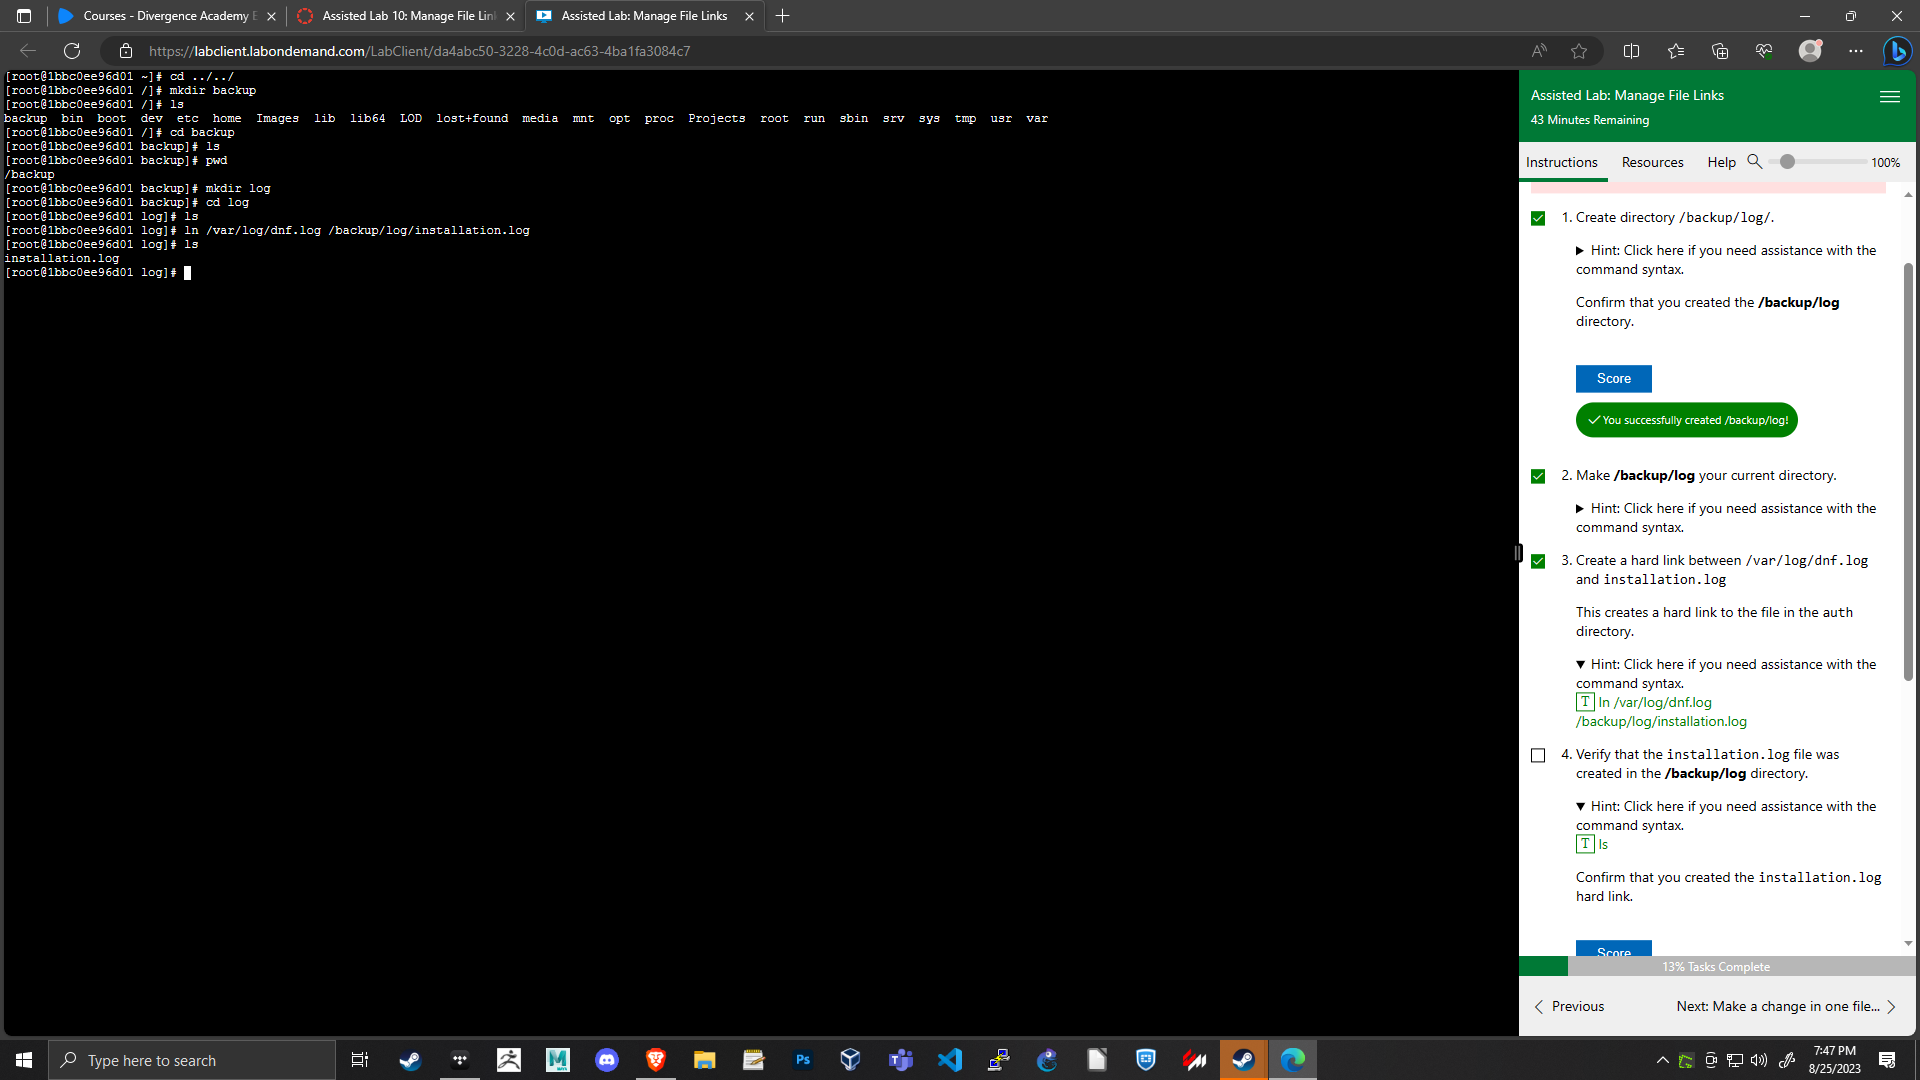 Courses - Divergence Academy E
Assisted Lab 10: Manage File Lin
Assisted Lab: Manage File Links
https://labclient.labondemand.com/LabClient/da4abc50-3228-4c0d-ac63-4ba1fa3084c7
[root@1bbc0ee96d01 ~]# cd ../../
[root@1bbc0ee96d01 /]# mkdir backup
[root@1bbc0ee96d01 /]# ls
backup bin boot dev etc home Images lib lib64 LOD lost+found media mnt opt proc Projects root run sbin srv sys tmp usr var
[root@1bbc0ee96d01 /]# cd backup
[root@1bbc0ee96d01 backup]# ls
[root@1bbc0ee96d01 backup]# pwd
/backup
[root@1bbc0ee96d01 backup]# mkdir log
[root@1bbc0ee96d01 backup]# cd log
[root@1bbc0ee96d01 log]# ls
[root@1bbc0ee96d01 log]# ln /var/log/dnf.log /backup/log/installation.log
[root@1bbc0ee96d01 log]# ls
installation.log
[root@1bbc0ee96d01 log]#
Assisted Lab: Manage File Links
43 Minutes Remaining
Instructions Resources Help 100%
1. Create directory /backup/log/.
Hint: Click here if you need assistance with the
command syntax.
Confirm that you created the /backup/log
directory.
Score
You successfully created /backup/log!
2. Make /backup/log your current directory.
Hint: Click here if you need assistance with the
command syntax.
3. Create a hard link between /var/log/dnf.log
and installation.log
This creates a hard link to the file in the auth
directory.
Hint: Click here if you need assistance with the
command syntax.
T ln /var/log/dnf.log
/backup/log/installation.log
4. Verify that the installation.log file was
created in the /backup/log directory.
Hint: Click here if you need assistance with the
command syntax.
T ls
Confirm that you created the installation.log
hard link.
Score
13% Tasks Complete
Previous
Next: Make a change in one file...
Type here to search
Ps
7:47 PM
8/25/2023